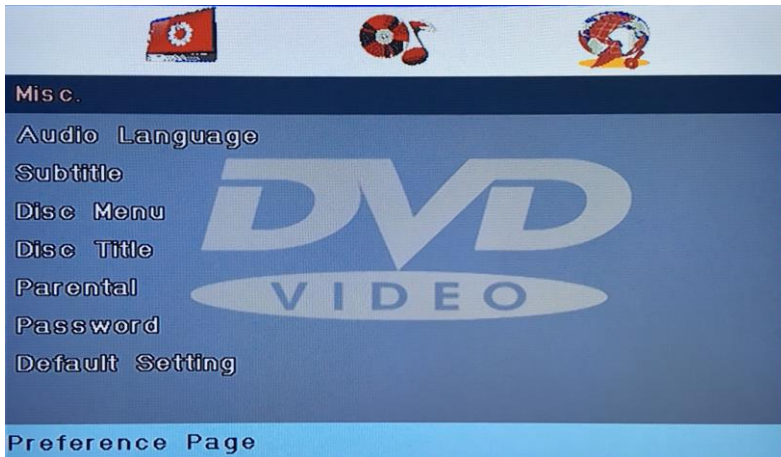 Misc.
Audio Language
Subtitle
Disc Menu
Disc Title
Parental
Password
Default Setting
DVD
VIDEO
Preference Page